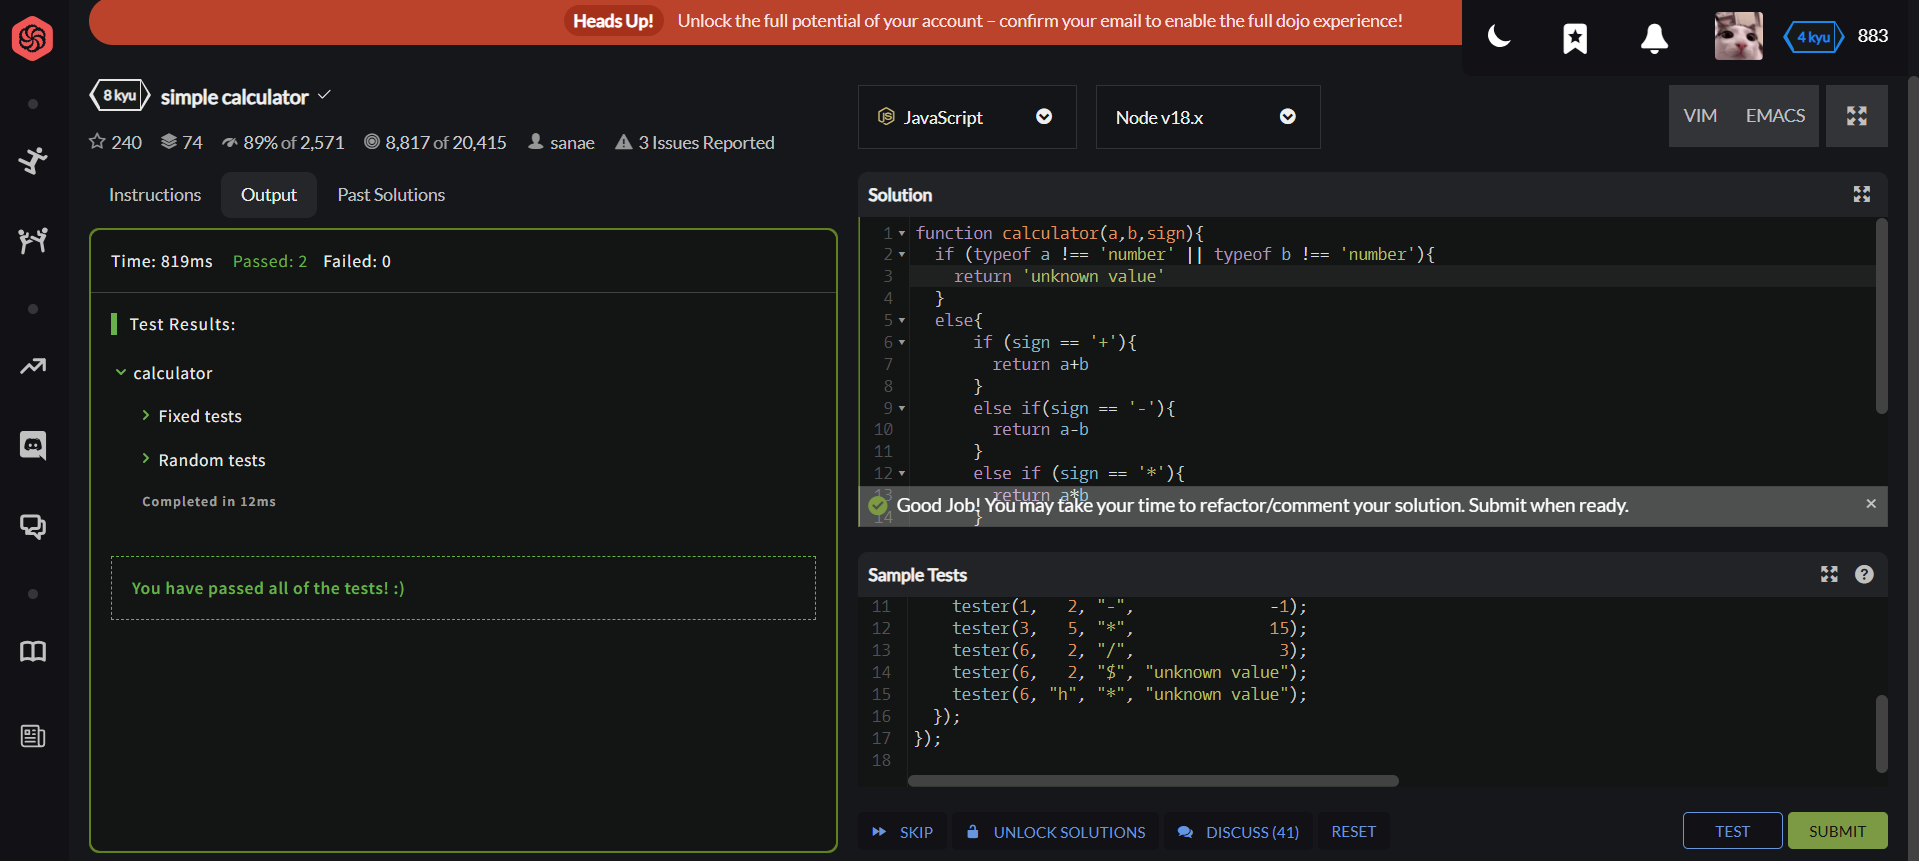 Heads Up! Unlock the full potential of your account – confirm your email to enable the full dojo experience!
4 kyu 883
8 kyu simple calculator
240 74 89% of 2,571 8,817 of 20,415 sanae 3 Issues Reported
JavaScript
Node v18.x
VIM EMACS
Instructions Output Past Solutions
Time: 819ms Passed: 2 Failed: 0
Test Results:
calculator
Fixed tests
Random tests
Completed in 12ms
You have passed all of the tests! :)
Solution
1 function calculator(a,b,sign){
2 if (typeof a !== 'number' || typeof b !== 'number'){
3 return 'unknown value'
4 }
5 else{
6 if (sign == '+'){
7 return a+b
8 }
9 else if(sign == '-'){
10 return a-b
11 }
12 else if (sign == '*'){
13 return a*b
Good Job! You may take your time to refactor/comment your solution. Submit when ready.
14 }
Sample Tests
11 tester(1, 2, "-", -1);
12 tester(3, 5, "*", 15);
13 tester(6, 2, "/", 3);
14 tester(6, 2, "$", "unknown value");
15 tester(6, "h", "*", "unknown value");
16 });
17 });
18
SKIP UNLOCK SOLUTIONS DISCUSS (41) RESET
TEST SUBMIT